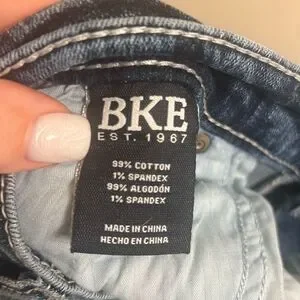 BKE
EST. 1967
99% COTTON
1% SPANDEX
99% ALGODÓN
1% SPANDEX
MADE IN CHINA
HECHO EN CHINA